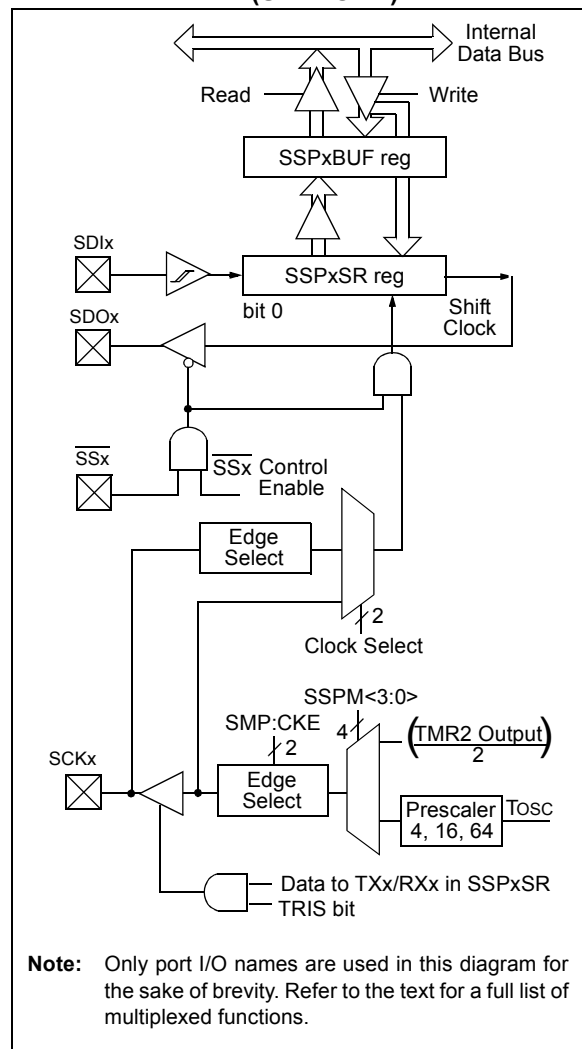 Internal
Data Bus
Read
Write
SSPxBUF reg
SDIx
SSPxSR reg
bit 0
Shift
Clock
SDOx
SSx
SSx Control
Enable
Edge
Select
2
Clock Select
SSPM<3:0>
SMP:CKE
4
2
(TMR2 Output)
2
SCKx
Edge
Select
Prescaler
4, 16, 64
TOSC
Data to TXx/RXx in SSPxSR
TRIS bit
Note: Only port I/O names are used in this diagram for
the sake of brevity. Refer to the text for a full list of
multiplexed functions.